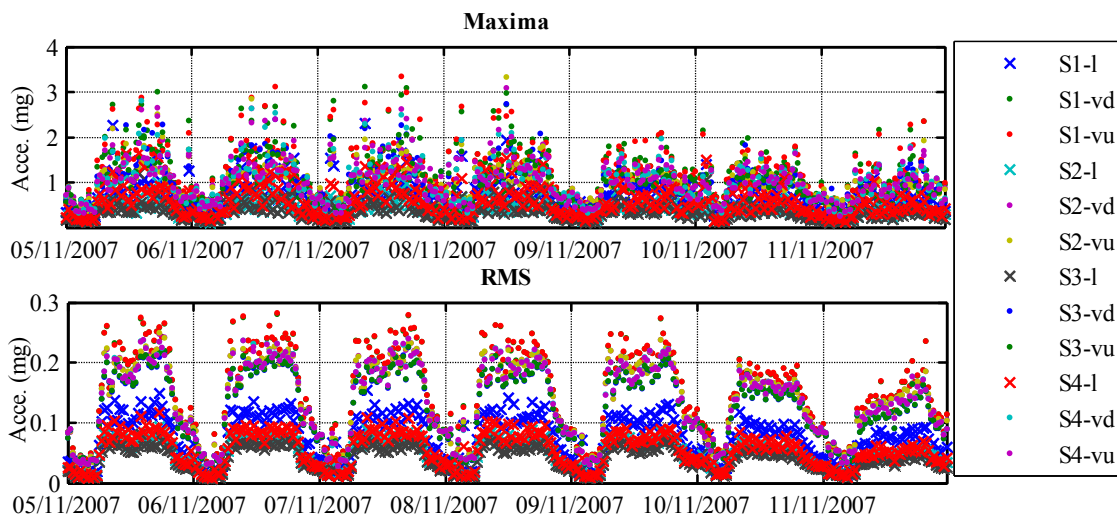 Maxima
4
3
2
1
Acce. (mg)
05/11/2007 06/11/2007 07/11/2007 08/11/2007 09/11/2007 10/11/2007 11/11/2007
RMS
0.3
0.2
0.1
0
Acce. (mg)
05/11/2007 06/11/2007 07/11/2007 08/11/2007 09/11/2007 10/11/2007 11/11/2007
S1-l
S1-vd
S1-vu
S2-l
S2-vd
S2-vu
S3-l
S3-vd
S3-vu
S4-l
S4-vd
S4-vu